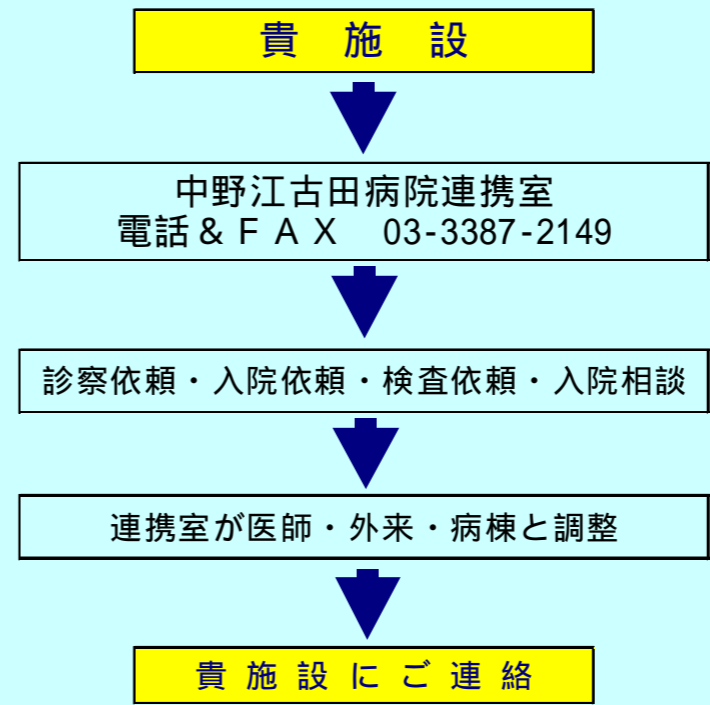 貴　施　設
中野江古田病院連携室
電話＆ＦＡＸ　03-3387-2149
診察依頼・入院依頼・検査依頼・入院相談
連携室が医師・外来・病棟と調整
貴 施 設 に ご 連 絡